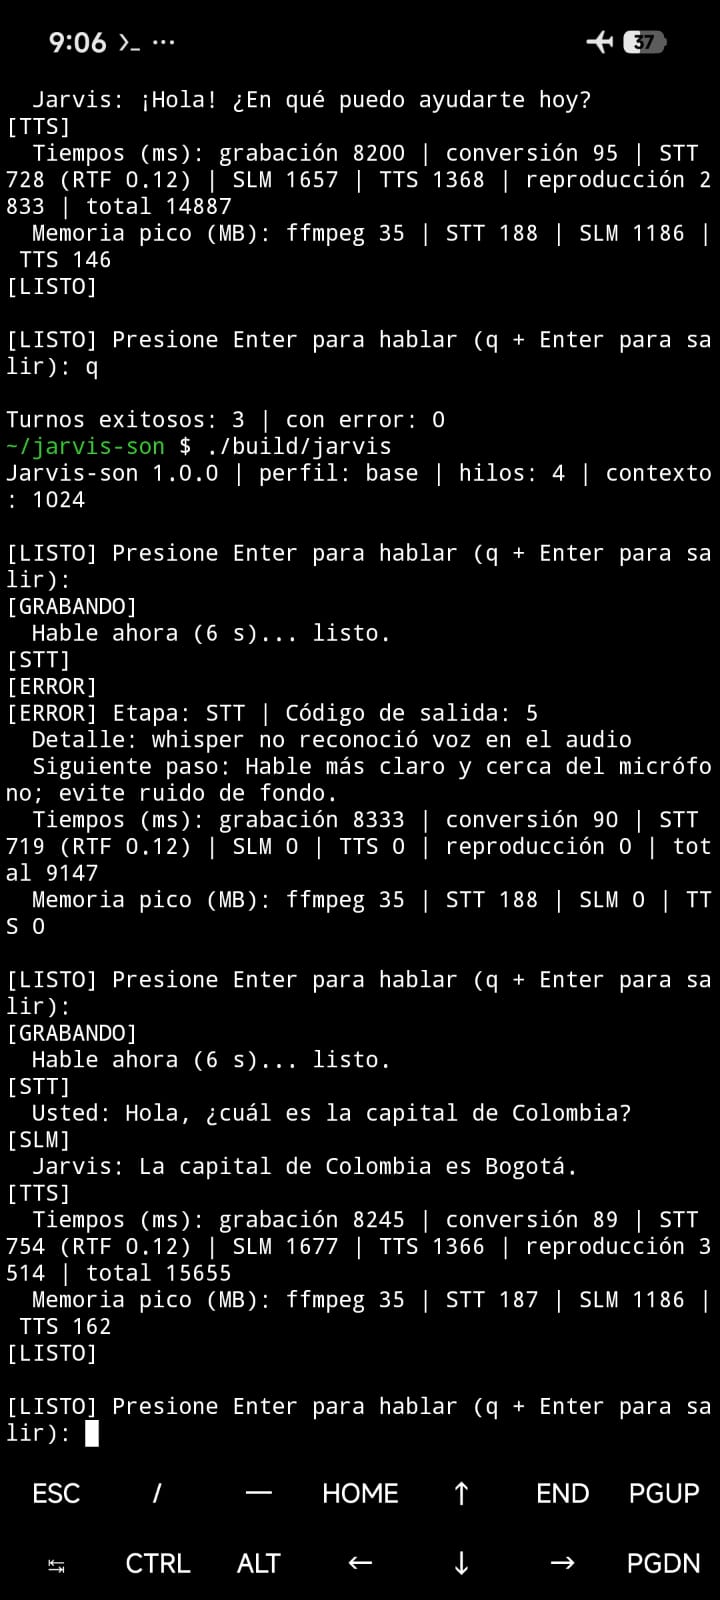 9:06 >_ ···
37
Jarvis: ¡Hola! ¿En qué puedo ayudarte hoy?
[TTS]
Tiempos (ms): grabación 8200 | conversión 95 | STT
728 (RTF 0.12) | SLM 1657 | TTS 1368 | reproducción 2
833 | total 14887
Memoria pico (MB): ffmpeg 35 | STT 188 | SLM 1186 |
TTS 146
[LISTO]
[LISTO] Presione Enter para hablar (q + Enter para sa
lir): q
Turnos exitosos: 3 | con error: 0
~/jarvis-son $ ./build/jarvis
Jarvis-son 1.0.0 | perfil: base | hilos: 4 | contexto
: 1024
[LISTO] Presione Enter para hablar (q + Enter para sa
lir):
[GRABANDO]
Hable ahora (6 s)... listo.
[STT]
[ERROR]
[ERROR] Etapa: STT | Código de salida: 5
Detalle: whisper no reconoció voz en el audio
Siguiente paso: Hable más claro y cerca del micrófo
no; evite ruido de fondo.
Tiempos (ms): grabación 8333 | conversión 90 | STT
719 (RTF 0.12) | SLM 0 | TTS 0 | reproducción 0 | tot
al 9147
Memoria pico (MB): ffmpeg 35 | STT 188 | SLM 0 | TT
S 0
[LISTO] Presione Enter para hablar (q + Enter para sa
lir):
[GRABANDO]
Hable ahora (6 s)... listo.
[STT]
Usted: Hola, ¿cuál es la capital de Colombia?
[SLM]
Jarvis: La capital de Colombia es Bogotá.
[TTS]
Tiempos (ms): grabación 8245 | conversión 89 | STT
754 (RTF 0.12) | SLM 1677 | TTS 1366 | reproducción 3
514 | total 15655
Memoria pico (MB): ffmpeg 35 | STT 187 | SLM 1186 |
TTS 162
[LISTO]
[LISTO] Presione Enter para hablar (q + Enter para sa
lir):
ESC / — HOME ↑ END PGUP
↹ CTRL ALT ← ↓ → PGDN